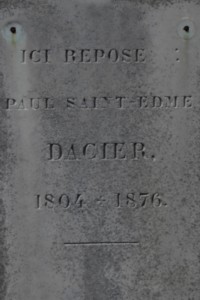 ICI REPOSE :
PAUL SAINT-EDME
DACIER.
1804 - 1876.